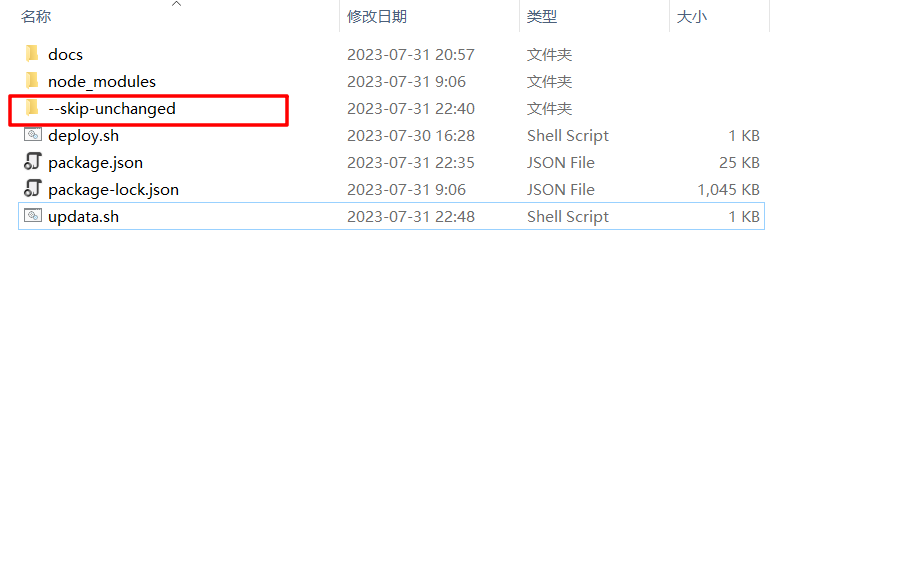 名称 修改日期 类型 大小
docs 2023-07-31 20:57 文件夹
node_modules 2023-07-31 9:06 文件夹
--skip-unchanged 2023-07-31 22:40 文件夹
deploy.sh 2023-07-30 16:28 Shell Script 1 KB
package.json 2023-07-31 22:35 JSON File 25 KB
package-lock.json 2023-07-31 9:06 JSON File 1,045 KB
updata.sh 2023-07-31 22:48 Shell Script 1 KB